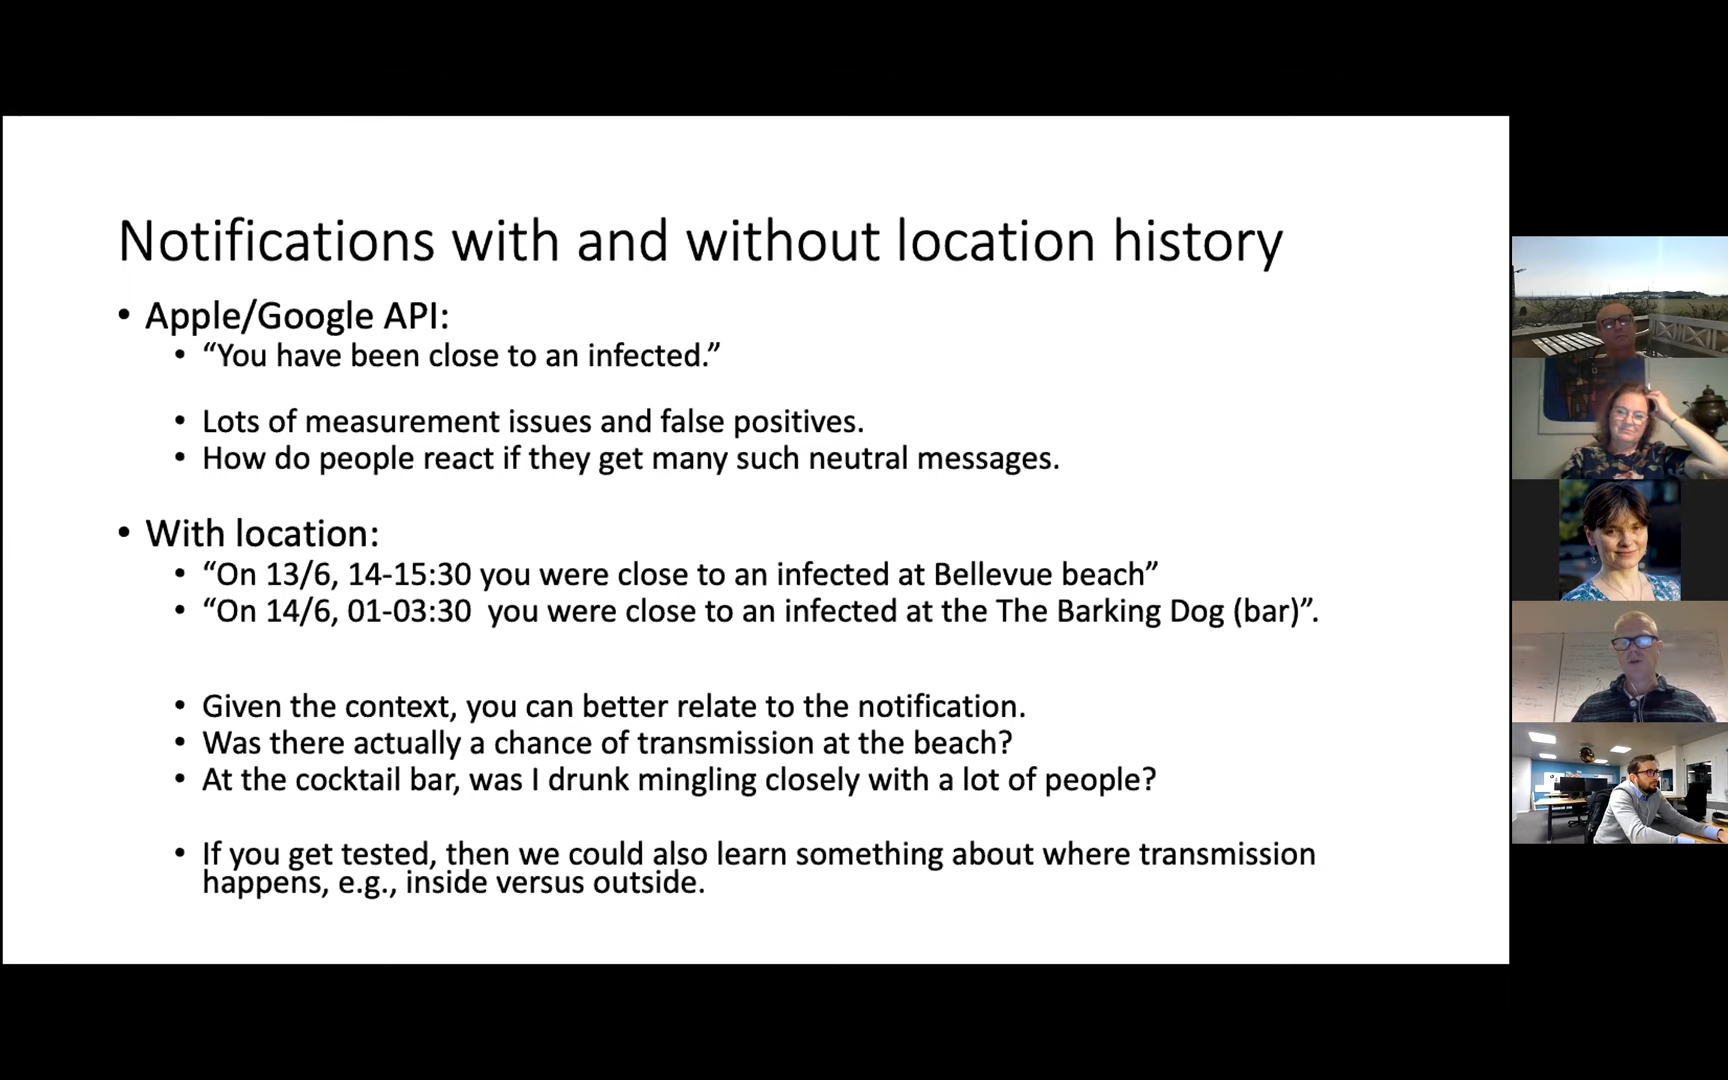 Notifications with and without location history
• Apple/Google API:
• “You have been close to an infected.”
• Lots of measurement issues and false positives.
• How do people react if they get many such neutral messages.
• With location:
• “On 13/6, 14-15:30 you were close to an infected at Bellevue beach”
• “On 14/6, 01-03:30  you were close to an infected at the The Barking Dog (bar)”.
• Given the context, you can better relate to the notification.
• Was there actually a chance of transmission at the beach?
• At the cocktail bar, was I drunk mingling closely with a lot of people?
• If you get tested, then we could also learn something about where transmission
happens, e.g., inside versus outside.